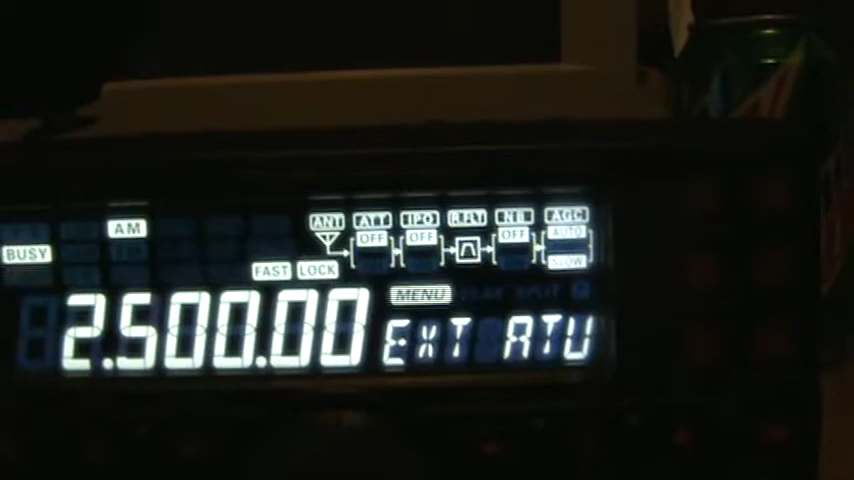 ANT ATT IPO R.FLT NB AGC
AM OFF OFF OFF AUTO
BUSY SLOW
FAST LOCK
MENU SPLIT
2.500.00 EXT ATU